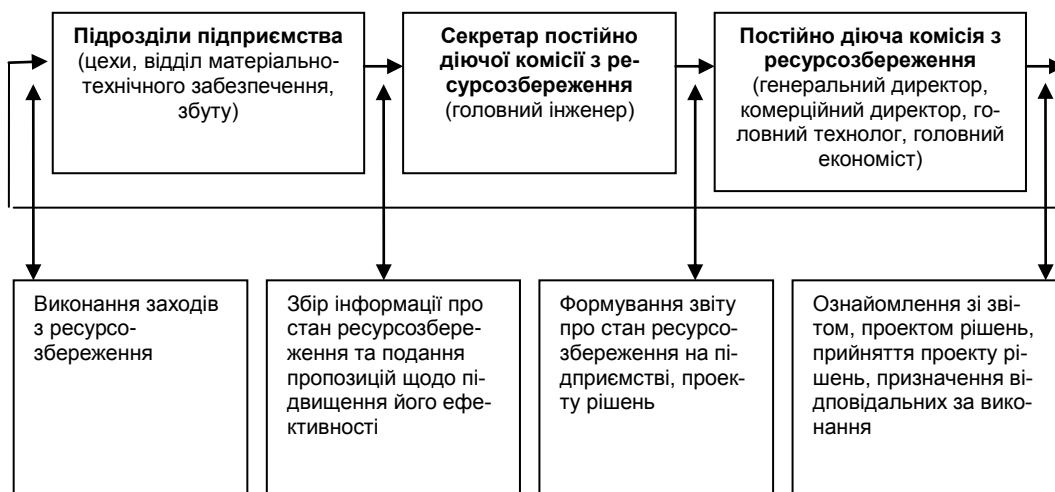 Підрозділи підприємства
(цехи, відділ матеріально-
технічного забезпечення,
збуту)
Секретар постійно
діючої комісії з ре-
сурсозбереження
(головний інженер)
Постійно діюча комісія з
ресурсозбереження
(генеральний директор,
комерційний директор, го-
ловний технолог, головний
економіст)
Виконання заходів
з ресурсо-
збереження
Збір інформації про
стан ресурсозбере-
ження та подання
пропозицій щодо пі-
двищення його ефе-
ктивності
Формування звіту
про стан ресурсо-
збереження на пі-
дприємстві, проек-
ту рішень
Ознайомлення зі зві-
том, проектом рішень,
прийняття проекту рі-
шень, призначення ві-
дповідальних за вико-
нання